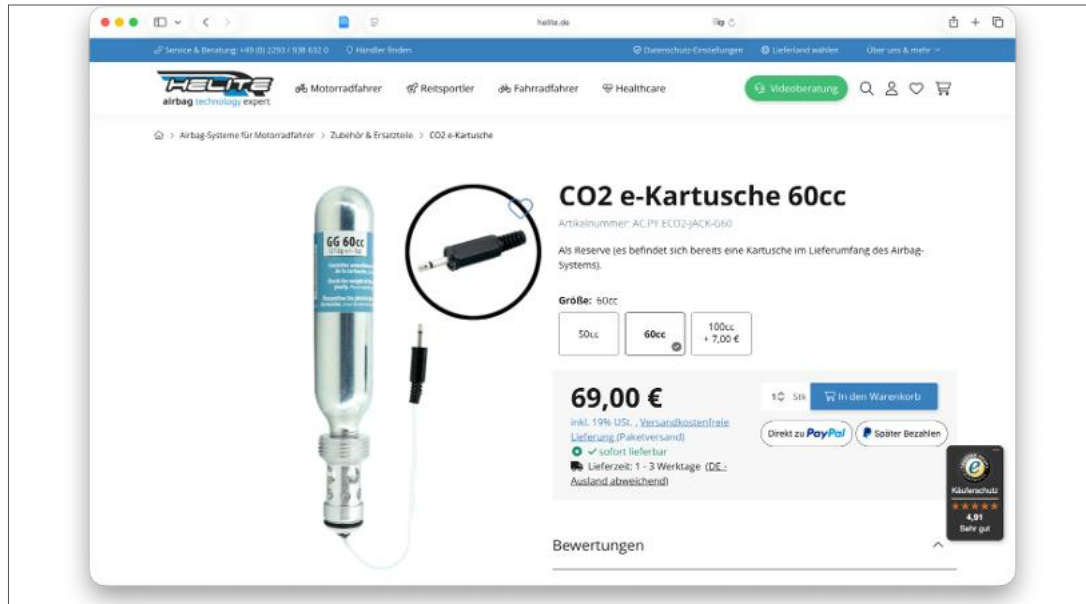 helite.de
Service & Beratung: +49 (0) 2293 / 938 632 0
Händler finden
Datenschutz-Einstellungen
Lieferland wählen
Über uns & mehr
HELITE
airbag technology expert
Motorradfahrer
Reitsportler
Fahrradfahrer
Healthcare
Videoberatung
Airbag-Systeme für Motorradfahrer > Zubehör & Ersatzteile > CO2 e-Kartusche
GG 60cc
CO2 e-Kartusche 60cc
Artikelnummer: AC.PY.ECO2-JACK-G60
Als Reserve (es befindet sich bereits eine Kartusche im Lieferumfang des Airbag-
Systems).
Größe: 60cc
50cc
60cc
100cc
+ 7,00 €
69,00 €
inkl. 19% USt. , Versandkostenfreie
Lieferung (Paketversand)
sofort lieferbar
Lieferzeit: 1 - 3 Werktage (DE -
Ausland abweichend)
1 Stk
In den Warenkorb
Direkt zu PayPal
Später Bezahlen
Käuferschutz
4,91
Sehr gut
Bewertungen